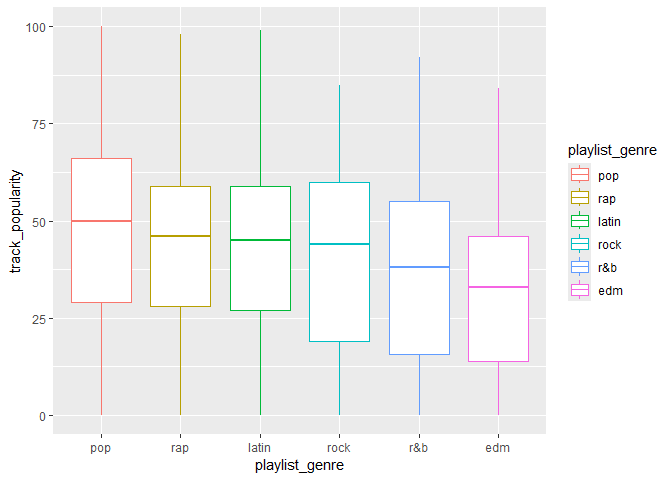 100
75
50
25
0
track_popularity
pop rap latin rock r&b edm
playlist_genre
playlist_genre
pop
rap
latin
rock
r&b
edm